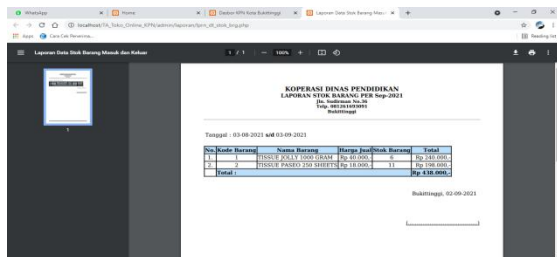 WhatsApp
Home
Dasbor KPN Kota Bukittinggi
Laporan Data Stok Barang Masuk
localhost/TA_Toko_Online_KPN/admin/laporan/lprn_dt_stok_brg.php
Apps
Cara Cek Penerima...
Reading list
Laporan Data Stok Barang Masuk dan Keluar
1 / 1
100%
1
KOPERASI DINAS PENDIDIKAN
LAPORAN STOK BARANG PER Sep-2021
Jln. Sudirman No.36
Telp. 081261693091
Bukittinggi
Tanggal : 03-08-2021 s/d 03-09-2021
No. Kode Barang Nama Barang Harga Jual Stok Barang Total
1. 1 TISSUE JOLLY 1000 GRAM Rp 40.000,- 6 Rp 240.000,-
2. 2 TISSUE PASEO 250 SHEETS Rp 18.000,- 11 Rp 198.000,-
Total : Rp 438.000,-
Bukittinggi, 02-09-2021